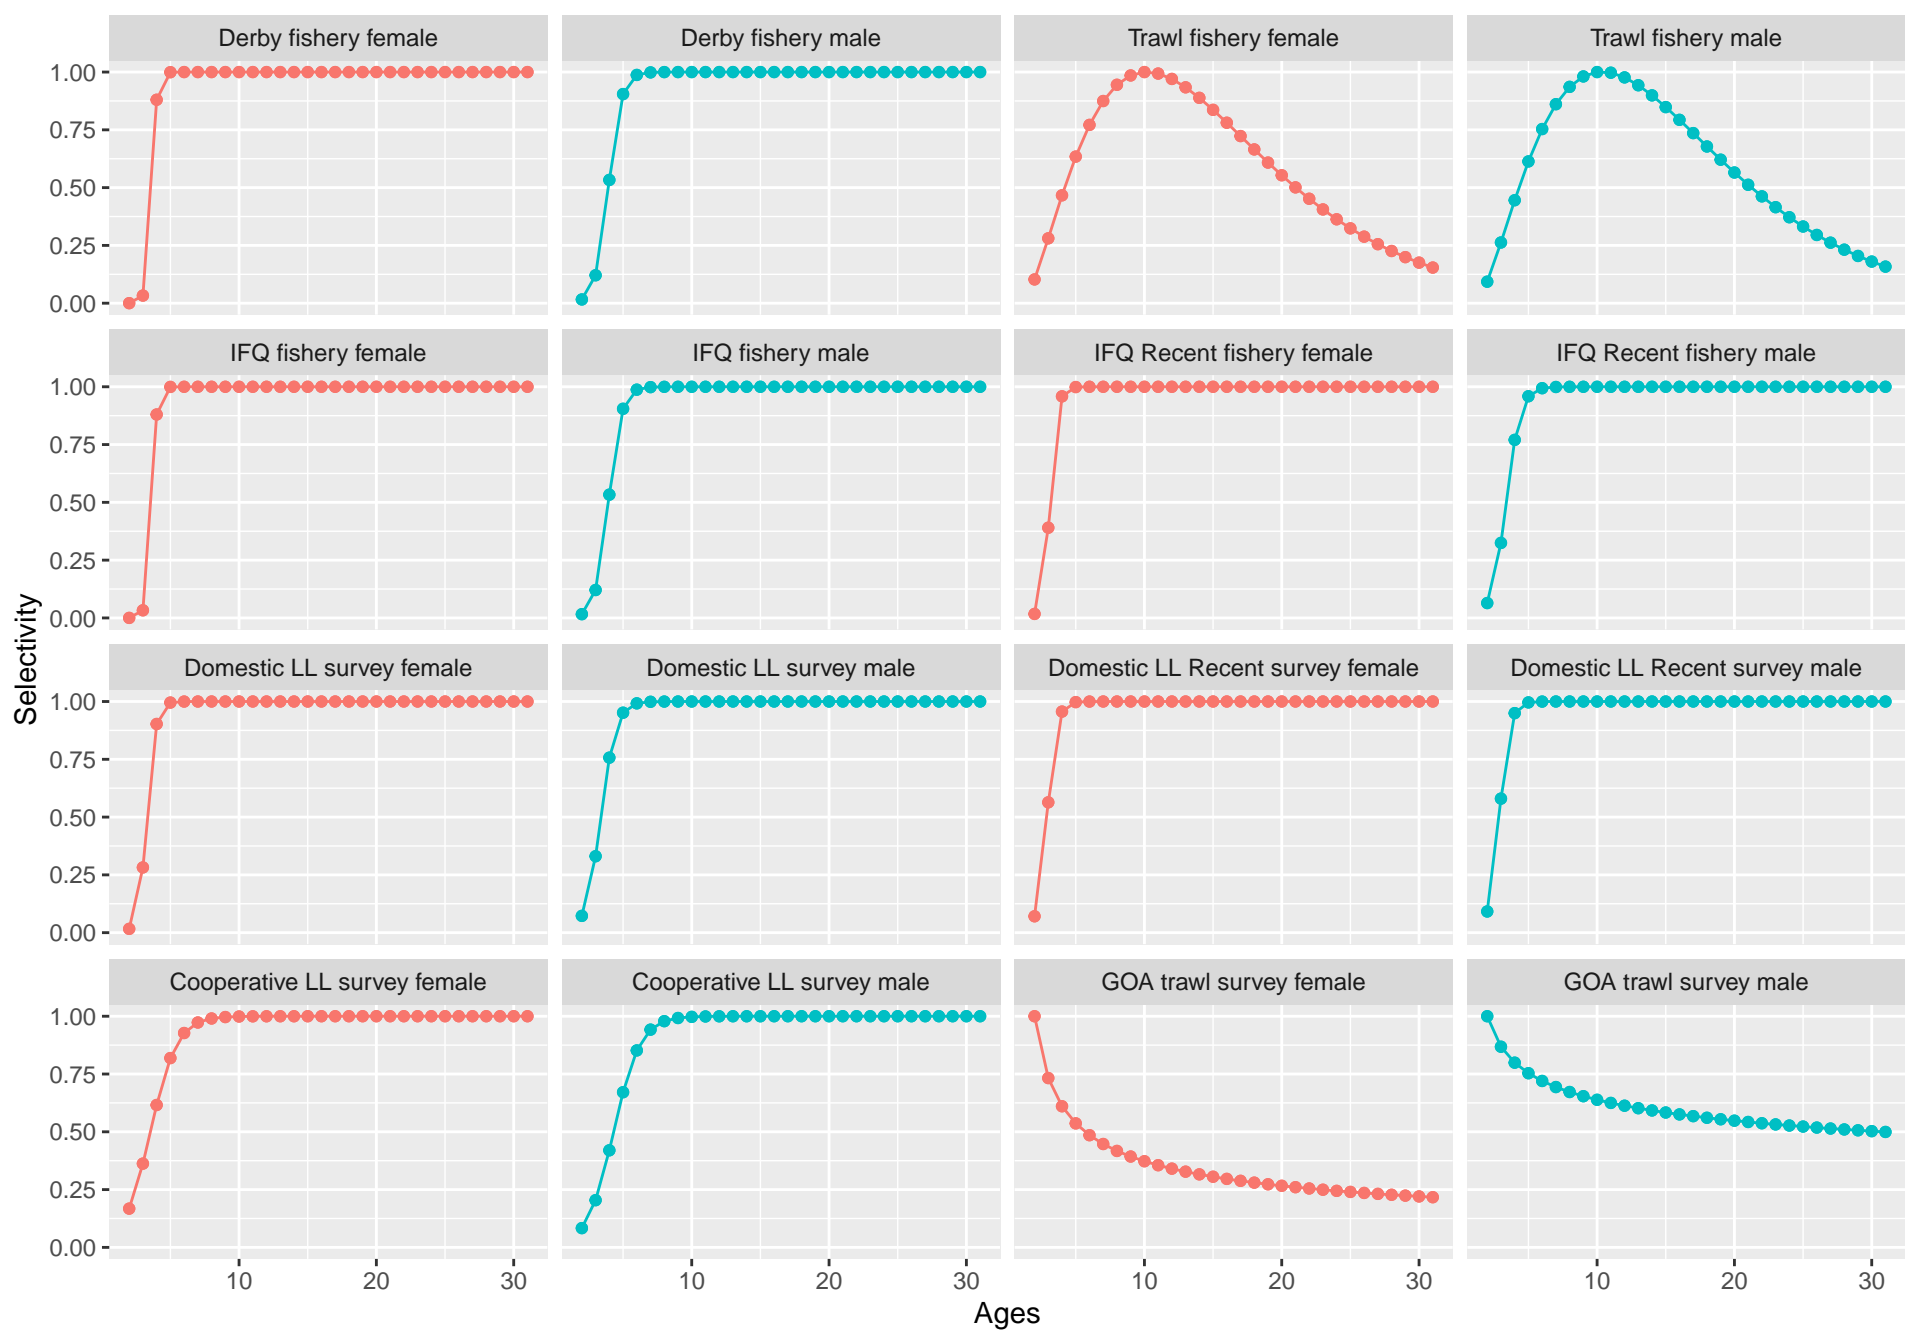 Derby fishery female
Derby fishery male
Trawl fishery female
Trawl fishery male
1.00
0.75
0.50
0.25
0.00
IFQ fishery female
IFQ fishery male
IFQ Recent fishery female
IFQ Recent fishery male
1.00
0.75
0.50
0.25
0.00
Selectivity
Domestic LL survey female
Domestic LL survey male
Domestic LL Recent survey female
Domestic LL Recent survey male
1.00
0.75
0.50
0.25
0.00
Cooperative LL survey female
Cooperative LL survey male
GOA trawl survey female
GOA trawl survey male
1.00
0.75
0.50
0.25
0.00
10 20 30 10 20 30 10 20 30 10 20 30
Ages